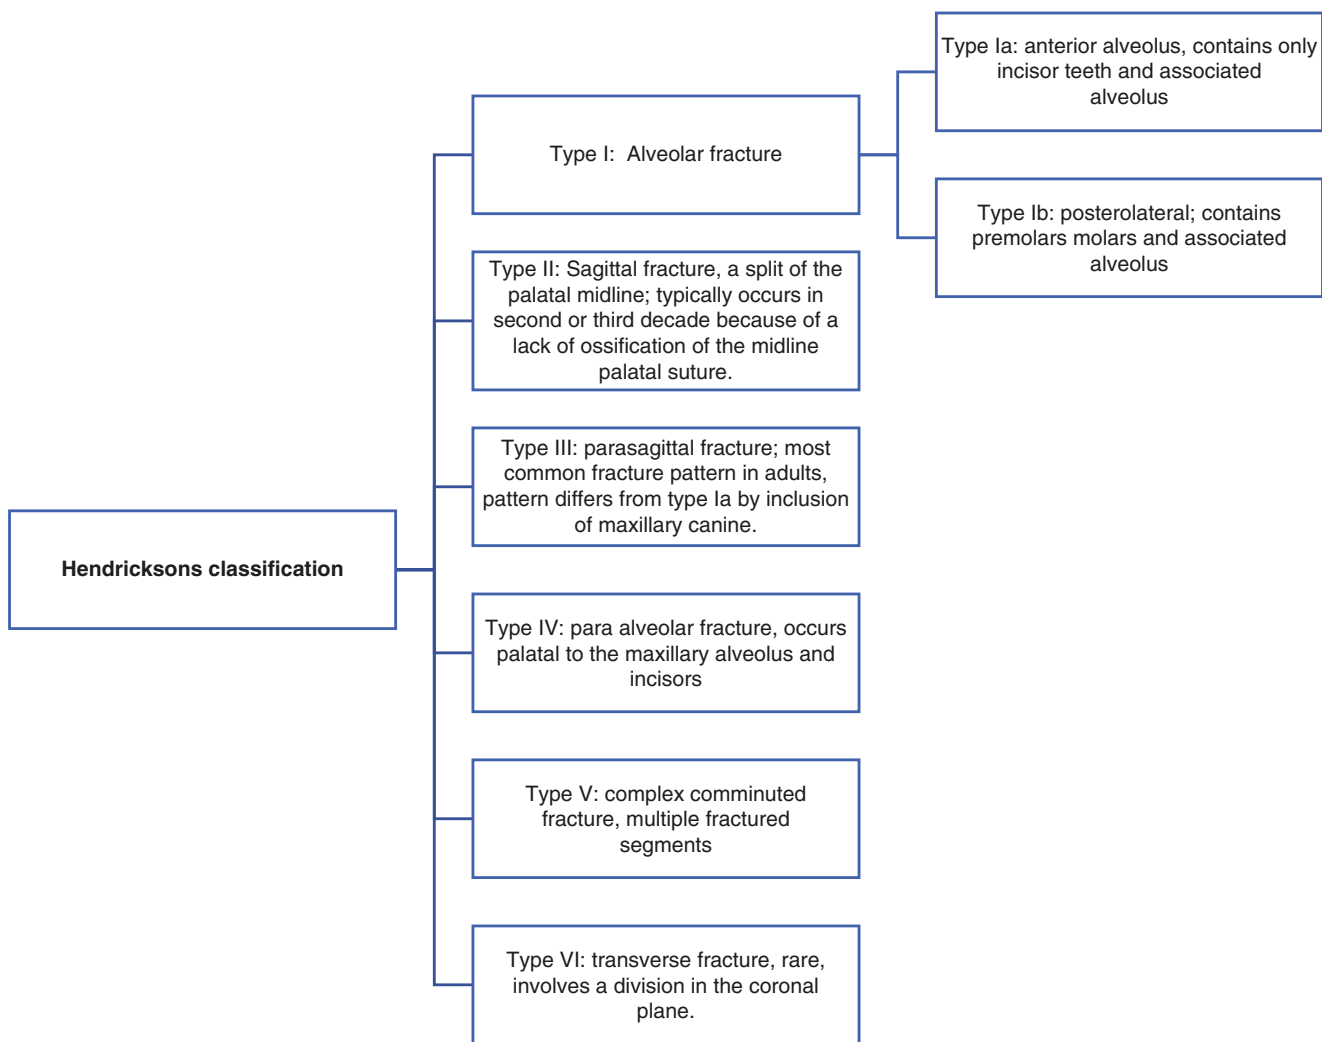 Hendricksons classification
Type I:  Alveolar fracture
Type Ia: anterior alveolus, contains only
incisor teeth and associated
alveolus
Type Ib: posterolateral; contains
premolars molars and associated
alveolus
Type II: Sagittal fracture, a split of the
palatal midline; typically occurs in
second or third decade because of a
lack of ossification of the midline
palatal suture.
Type III: parasagittal fracture; most
common fracture pattern in adults,
pattern differs from type Ia by inclusion
of maxillary canine.
Type IV: para alveolar fracture, occurs
palatal to the maxillary alveolus and
incisors
Type V: complex comminuted
fracture, multiple fractured
segments
Type VI: transverse fracture, rare,
involves a division in the coronal
plane.